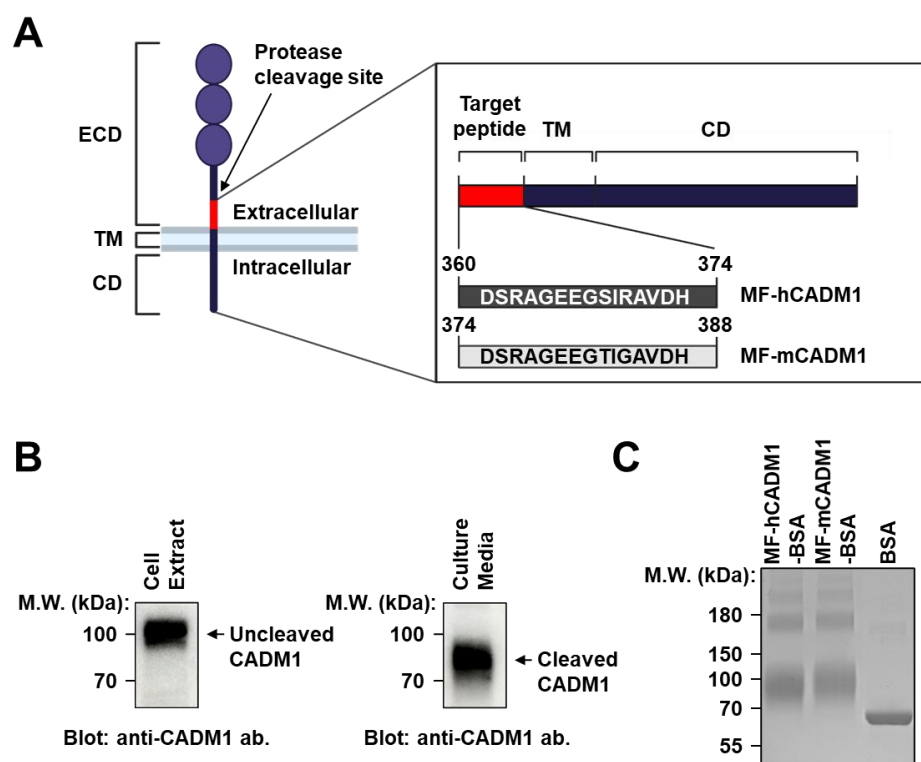 A
Protease
cleavage site
ECD
Extracellular
TM
Intracellular
CD
Target
peptide
TM
CD
360
374
DSRAGEEGSIRAVDH
MF-hCADM1
374
388
DSRAGEEGTIGAVDH
MF-mCADM1
B
Cell
Extract
M.W. (kDa):
100
Uncleaved
CADM1
70
Blot: anti-CADM1 ab.
Culture
Media
M.W. (kDa):
100
Cleaved
CADM1
70
Blot: anti-CADM1 ab.
C
MF-hCADM1
-BSA
MF-mCADM1
-BSA
BSA
M.W. (kDa):
180
150
100
70
55